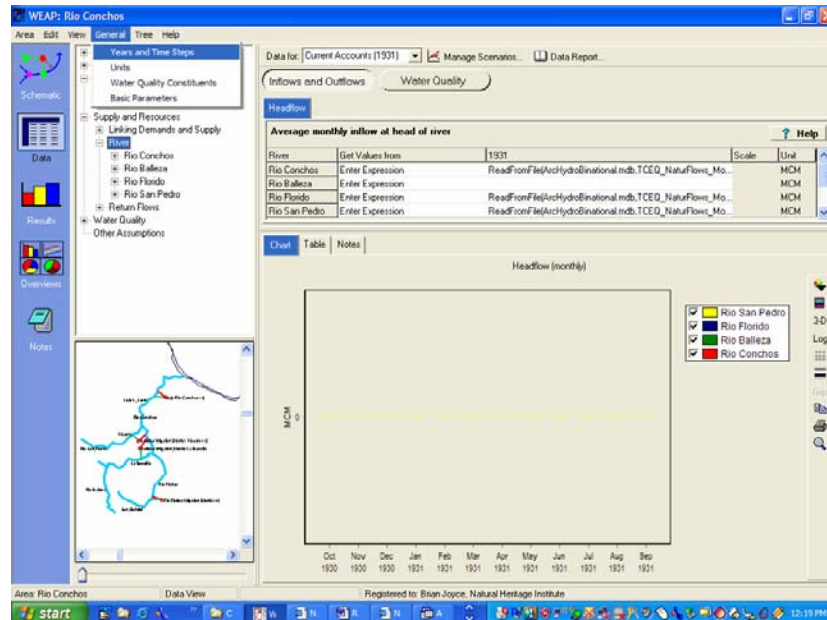 WEAP: Rio Conchos
Area Edit View General Tree Help
Years and Time Steps
Units
Water Quality Constituents
Basic Parameters
Schematic
Data
Results
Overviews
Notes
Supply and Resources
Linking Demands and Supply
River
Rio Conchos
Rio Balleza
Rio Florido
Rio San Pedro
Return Flows
Water Quality
Other Assumptions
Data for: Current Accounts (1931) Manage Scenarios... Data Report...
Inflows and Outflows Water Quality
Headflow
Average monthly inflow at head of river ? Help
River Get Values from 1931 Scale Unit
Rio Conchos Enter Expression ReadFromFile(ArcHydroBinational.mdb,TCEQ_NaturFlows_Mo... MCM
Rio Balleza Enter Expression MCM
Rio Florido Enter Expression ReadFromFile(ArcHydroBinational.mdb,TCEQ_NaturFlows_Mo... MCM
Rio San Pedro Enter Expression ReadFromFile(ArcHydroBinational.mdb,TCEQ_NaturFlows_Mo... MCM
Chart Table Notes
Headflow (monthly)
MCM
0
Oct Nov Dec Jan Feb Mar Apr May Jun Jul Aug Sep
1930 1930 1930 1931 1931 1931 1931 1931 1931 1931 1931 1931
Rio San Pedro
Rio Florido
Rio Balleza
Rio Conchos
3-D
Log
Area: Rio Conchos Data View Registered to: Brian Joyce, Natural Heritage Institute
start 12:19 PM